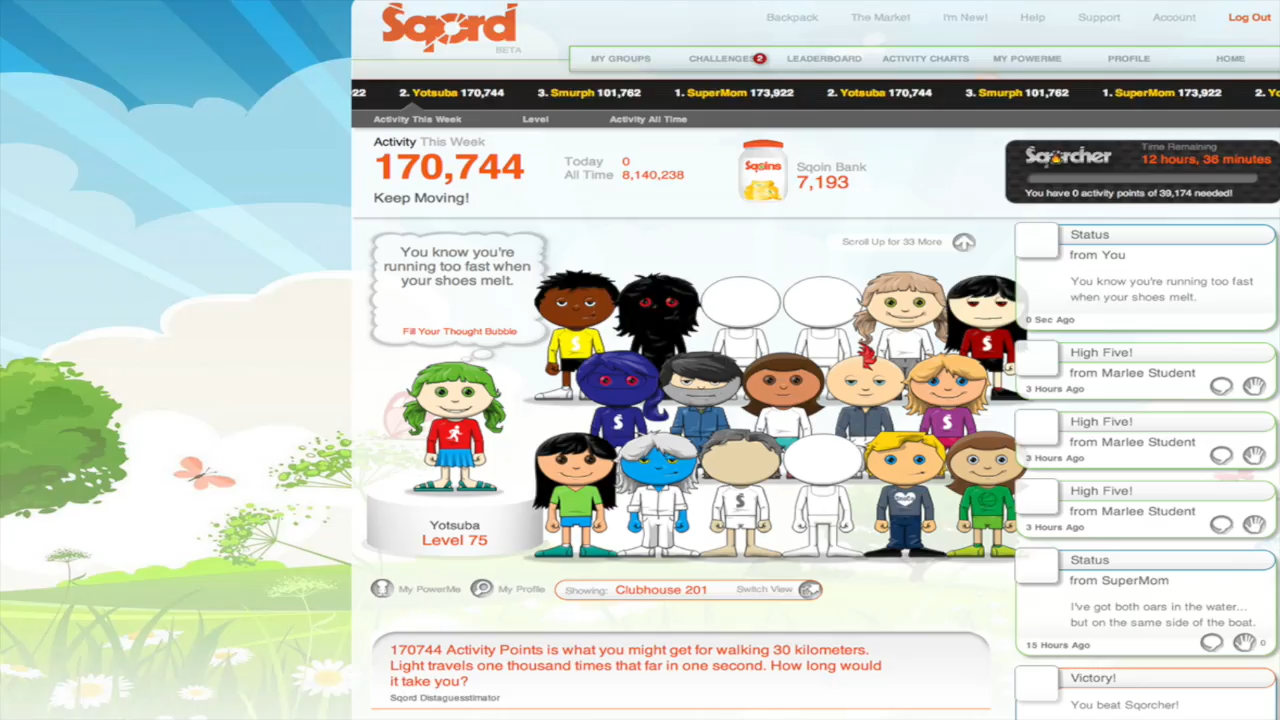 Sqord
BETA
Backpack The Market I'm New! Help Support Account Log Out
MY GROUPS CHALLENGES 2 LEADERBOARD ACTIVITY CHARTS MY POWERME PROFILE HOME
22 2. Yotsuba 170,744 3. Smurph 101,762 1. SuperMom 173,922 2. Yotsuba 170,744 3. Smurph 101,762 1. SuperMom 173,922 2. Yo
Activity This Week Level Activity All Time
Activity This Week
170,744
Keep Moving!
Today 0
All Time 8,140,238
Sqoins
Sqoin Bank
7,193
Sqorcher
Time Remaining
12 hours, 36 minutes
You have 0 activity points of 39,174 needed!
You know you're
running too fast when
your shoes melt.
Fill Your Thought Bubble
Scroll Up for 33 More
S
S
S
S
S
Yotsuba
Level 75
My PowerMe My Profile Showing: Clubhouse 201 Switch View
170744 Activity Points is what you might get for walking 30 kilometers.
Light travels one thousand times that far in one second. How long would
it take you?
Sqord Distaguesstimator
Status
from You
You know you're running too fast
when your shoes melt.
0 Sec Ago
High Five!
from Marlee Student
3 Hours Ago
High Five!
from Marlee Student
3 Hours Ago
High Five!
from Marlee Student
3 Hours Ago
Status
from SuperMom
I've got both oars in the water...
but on the same side of the boat.
15 Hours Ago 0
Victory!
You beat Sqorcher!